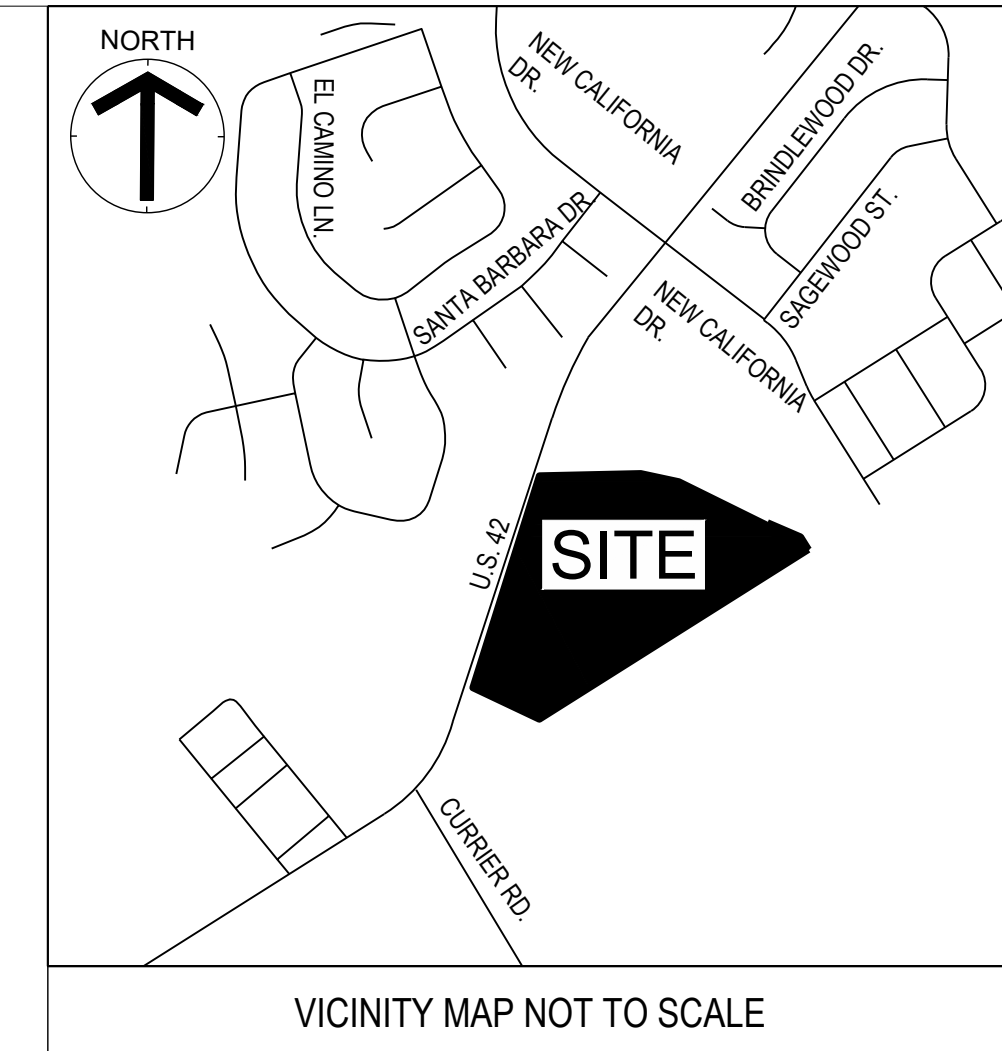 NORTH
NEW CALIFORNIA
DR.
BRINDLEWOOD DR.
EL CAMINO LN.
SANTA BARBARA DR
SAGEWOOD ST.
NEW CALIFORNIA
DR.
U.S. 42
SITE
CURRIER RD.
VICINITY MAP NOT TO SCALE